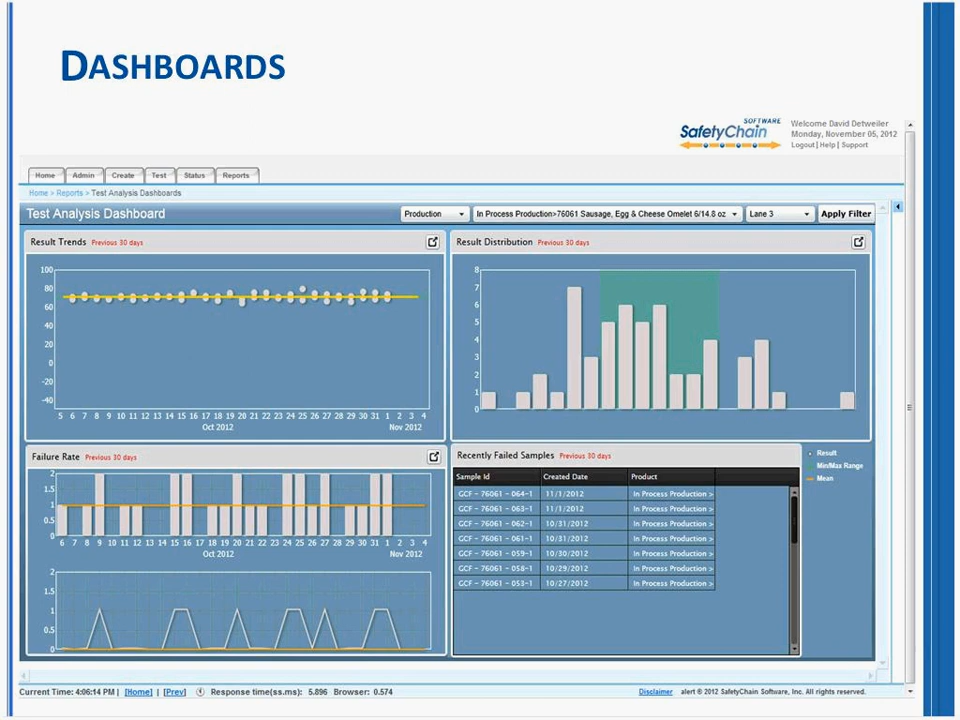 DASHBOARDS
SOFTWARE
SafetyChain
Welcome David Detweiler
Monday, November 05, 2012
Logout | Help | Support
Home Admin Create Test Status Reports
Home > Reports > Test Analysis Dashboards
Test Analysis Dashboard Production In Process Production>76061 Sausage, Egg & Cheese Omelet 6/14.8 oz Lane 3 Apply Filter
Result Trends Previous 30 days
100
80
60
40
20
0
-20
-40
5 6 7 8 9 10 11 12 13 14 15 16 17 18 19 20 21 22 23 24 25 26 27 28 29 30 31 1 2 3 4
Oct 2012 Nov 2012
Result Distribution Previous 30 days
8
7
6
5
4
3
2
1
0
Failure Rate Previous 30 days
2
1.5
1
0.5
0
6 7 8 9 10 11 12 13 14 15 16 17 18 19 20 21 22 23 24 25 26 27 28 29 30 31 1 2 3 4
Oct 2012 Nov 2012
2
1.5
1
0.5
0
Recently Failed Samples Previous 30 days
Sample Id Created Date Product
GCF - 76061 - 064-1 11/1/2012 In Process Production >
GCF - 76061 - 063-1 11/1/2012 In Process Production >
GCF - 76061 - 062-1 10/31/2012 In Process Production >
GCF - 76061 - 061-1 10/31/2012 In Process Production >
GCF - 76061 - 059-1 10/30/2012 In Process Production >
GCF - 76061 - 058-1 10/29/2012 In Process Production >
GCF - 76061 - 053-1 10/27/2012 In Process Production >
Result
Min/Max Range
Mean
Current Time: 4:06:14 PM | [Home] | [Prev] Response time(ss.ms): 5.896 Browser: 0.574
Disclaimer alert ® 2012 SafetyChain Software, Inc. All rights reserved.